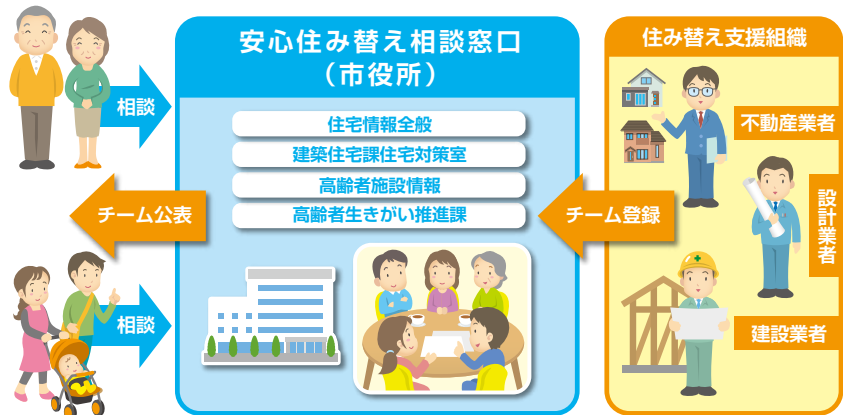 相談
チーム公表
相談
安心住み替え相談窓口
（市役所）
住宅情報全般
建築住宅課住宅対策室
高齢者施設情報
高齢者生きがい推進課
チーム登録
住み替え支援組織
不動産業者
設計業者
建設業者